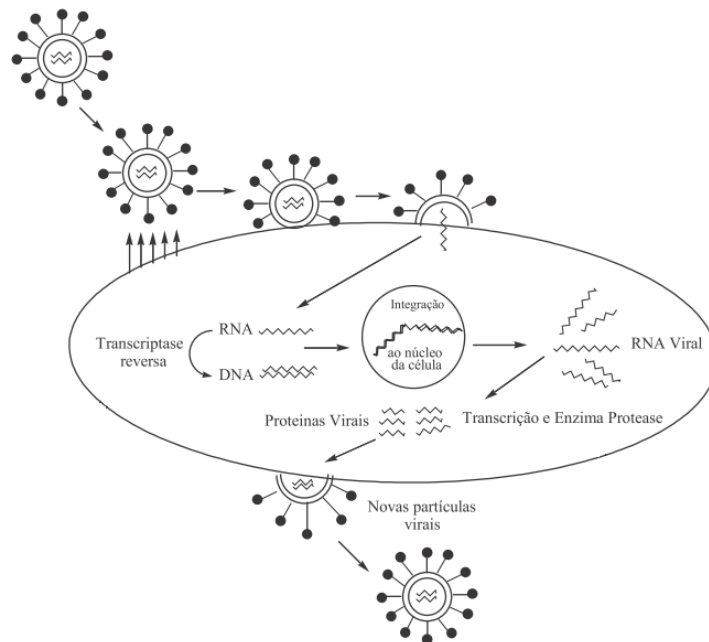 Integração
ao núcleo
da célula
Transcriptase
reversa
RNA
DNA
RNA Viral
Proteinas Virais
Transcrição e Enzima Protease
Novas partículas
virais